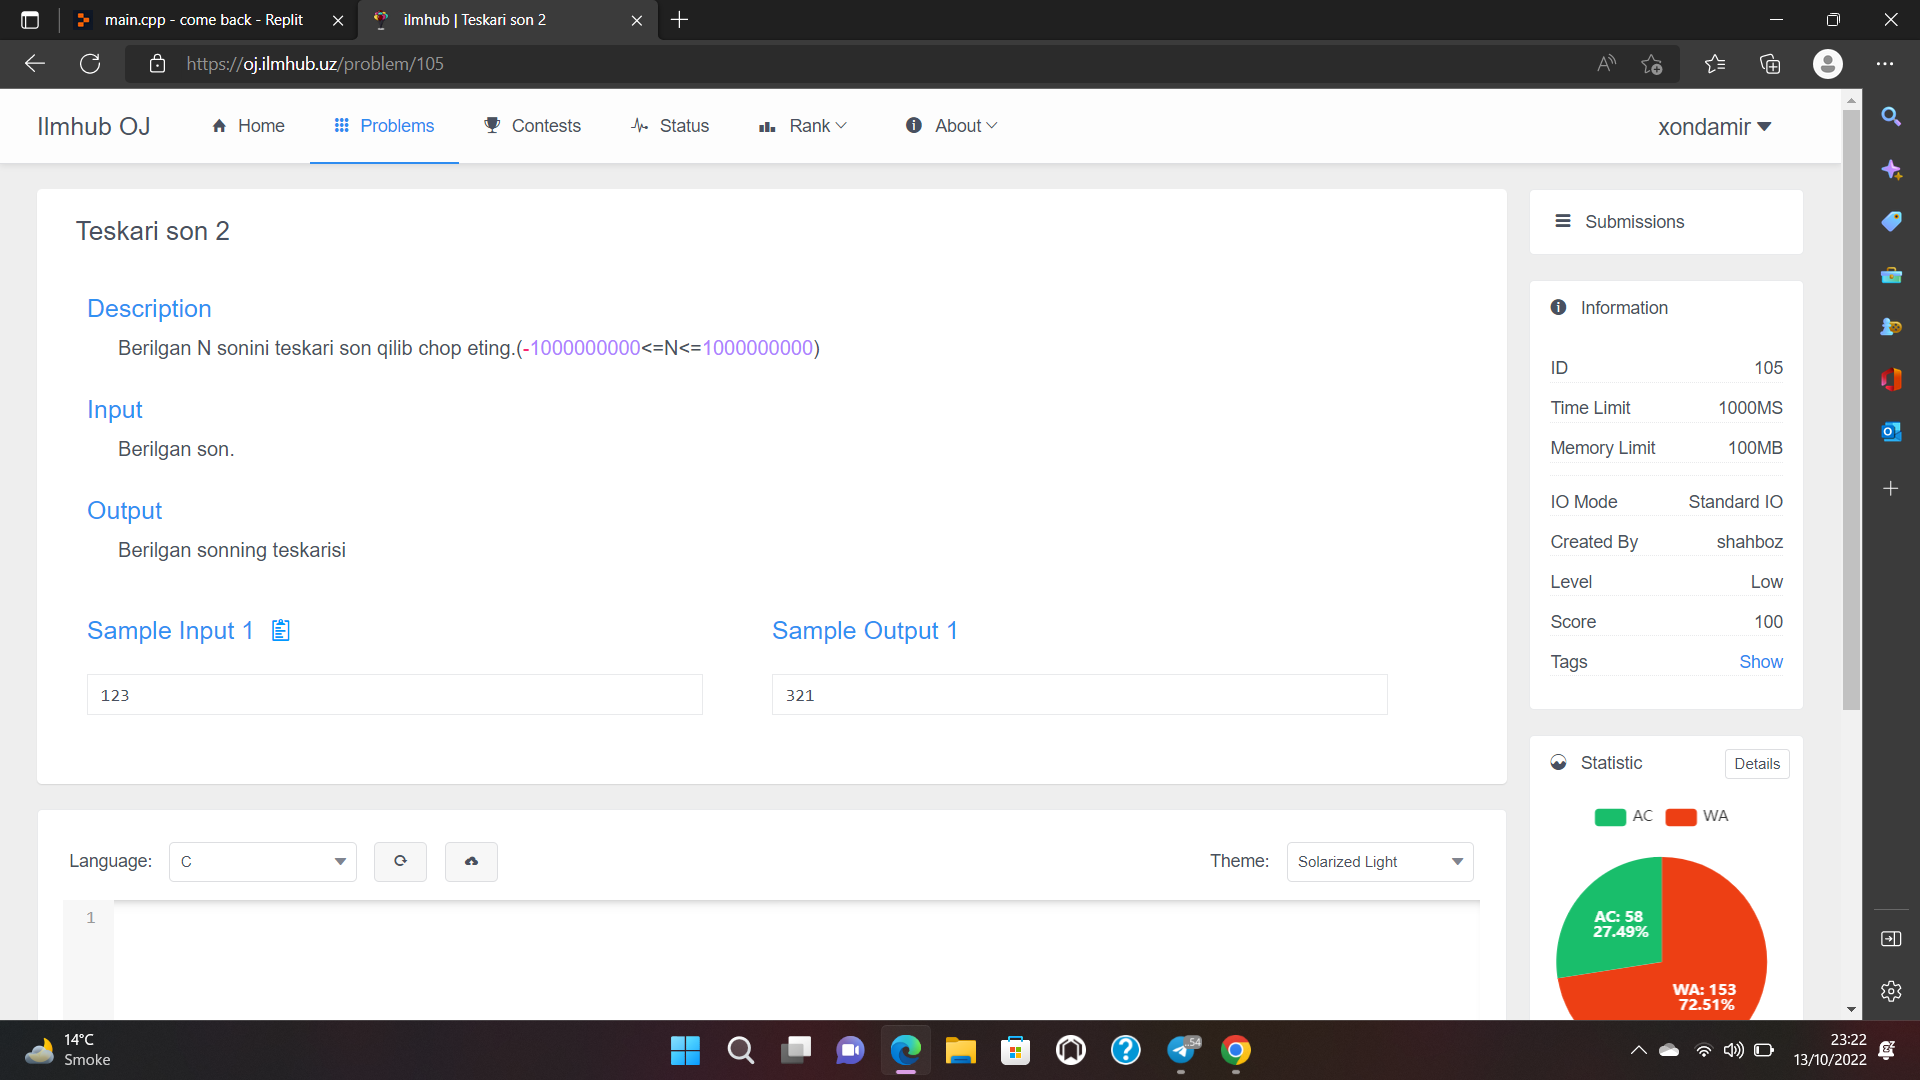 main.cpp - come back - Replit
ilmhub | Teskari son 2
https://oj.ilmhub.uz/problem/105
Ilmhub OJ
Home
Problems
Contests
Status
Rank
About
xondamir
Teskari son 2
Description
Berilgan N sonini teskari son qilib chop eting.(-1000000000<=N<=1000000000)
Input
Berilgan son.
Output
Berilgan sonning teskarisi
Sample Input 1
Sample Output 1
123
321
Language:
C
Theme:
Solarized Light
1
Submissions
Information
ID 105
Time Limit 1000MS
Memory Limit 100MB
IO Mode Standard IO
Created By shahboz
Level Low
Score 100
Tags Show
Statistic
Details
AC
WA
AC: 58
27.49%
WA: 153
72.51%
14°C
Smoke
54
23:22
13/10/2022